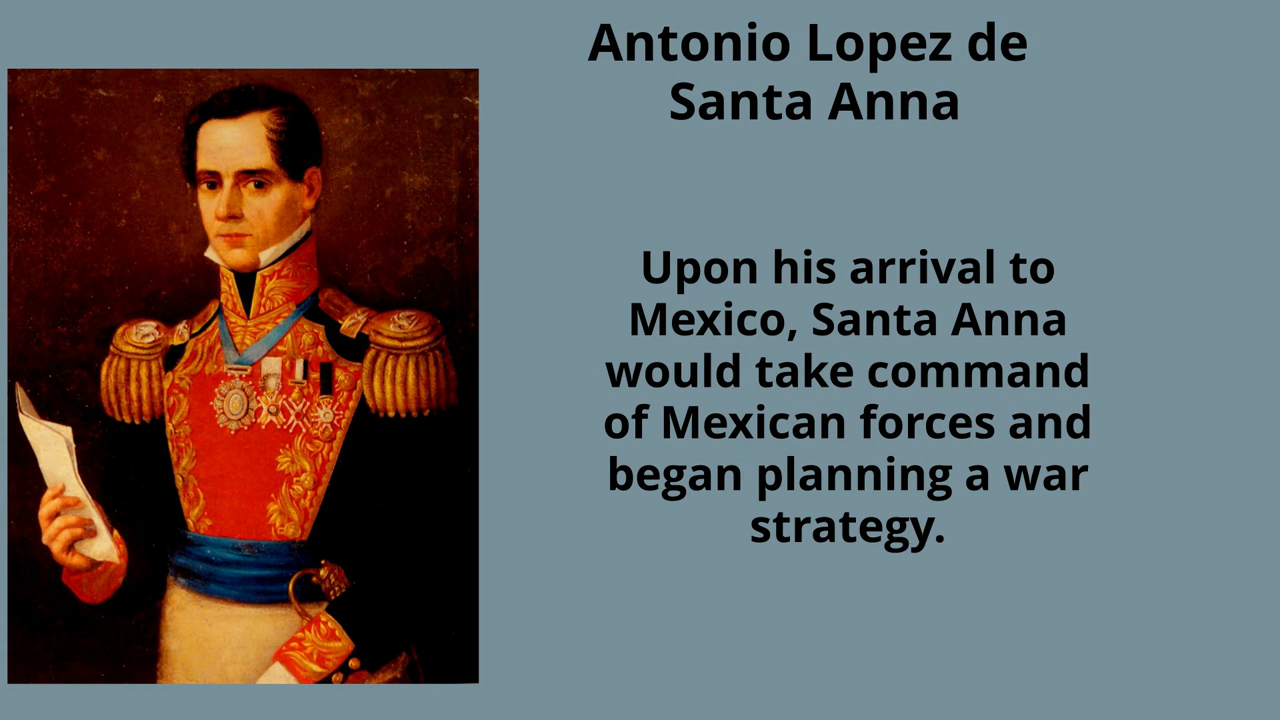 Antonio Lopez de
Santa Anna
Upon his arrival to
Mexico, Santa Anna
would take command
of Mexican forces and
began planning a war
strategy.